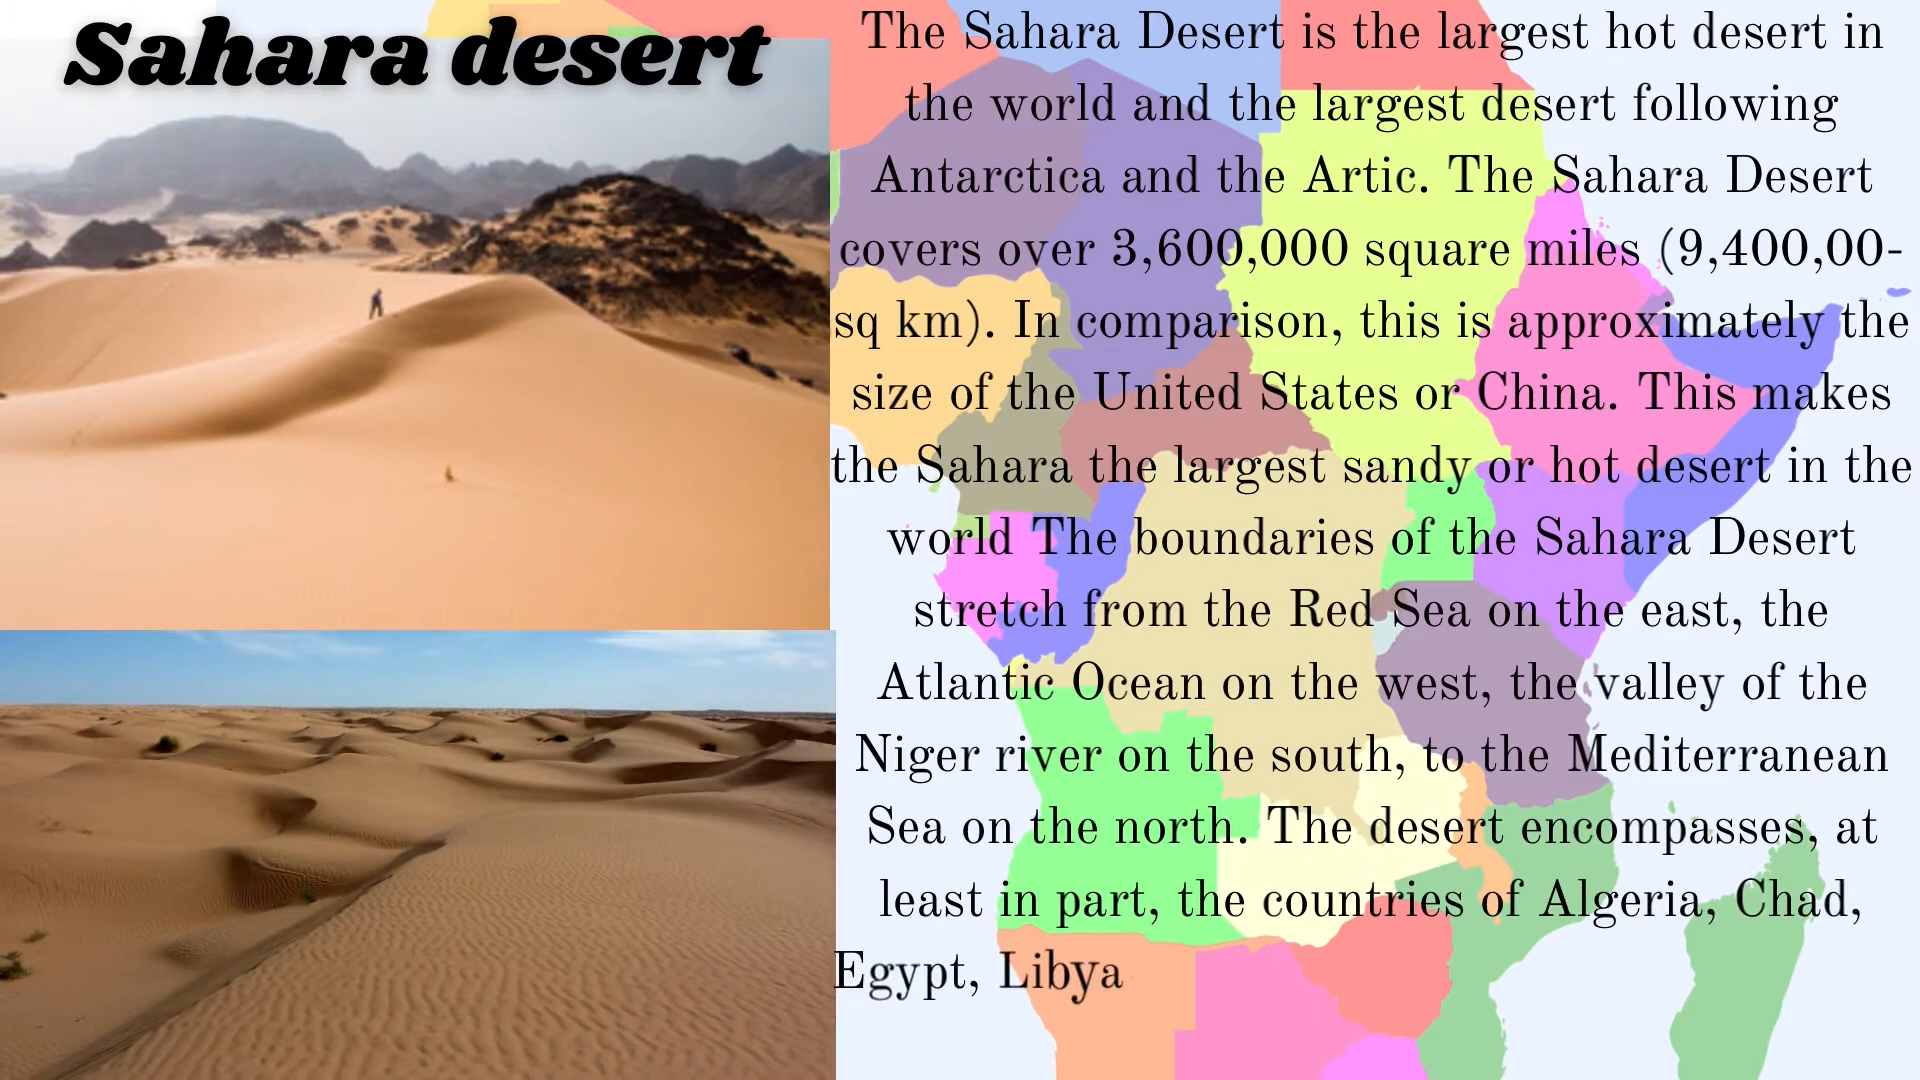 Sahara desert
The Sahara Desert is the largest hot desert in
the world and the largest desert following
Antarctica and the Artic. The Sahara Desert
covers over 3,600,000 square miles (9,400,00-
sq km). In comparison, this is approximately the
size of the United States or China. This makes
the Sahara the largest sandy or hot desert in the
world The boundaries of the Sahara Desert
stretch from the Red Sea on the east, the
Atlantic Ocean on the west, the valley of the
Niger river on the south, to the Mediterranean
Sea on the north. The desert encompasses, at
least in part, the countries of Algeria, Chad,
Egypt, Libya